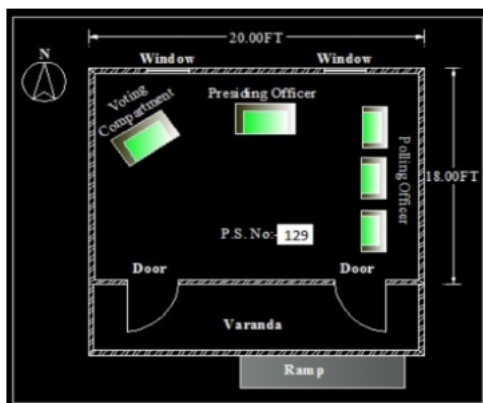 20.00FT
N
Window
Window
Voting
Compartment
Presiding Officer
Polling Officer
18.00FT
P.S. No:- 129
Door
Door
Varanda
Ramp